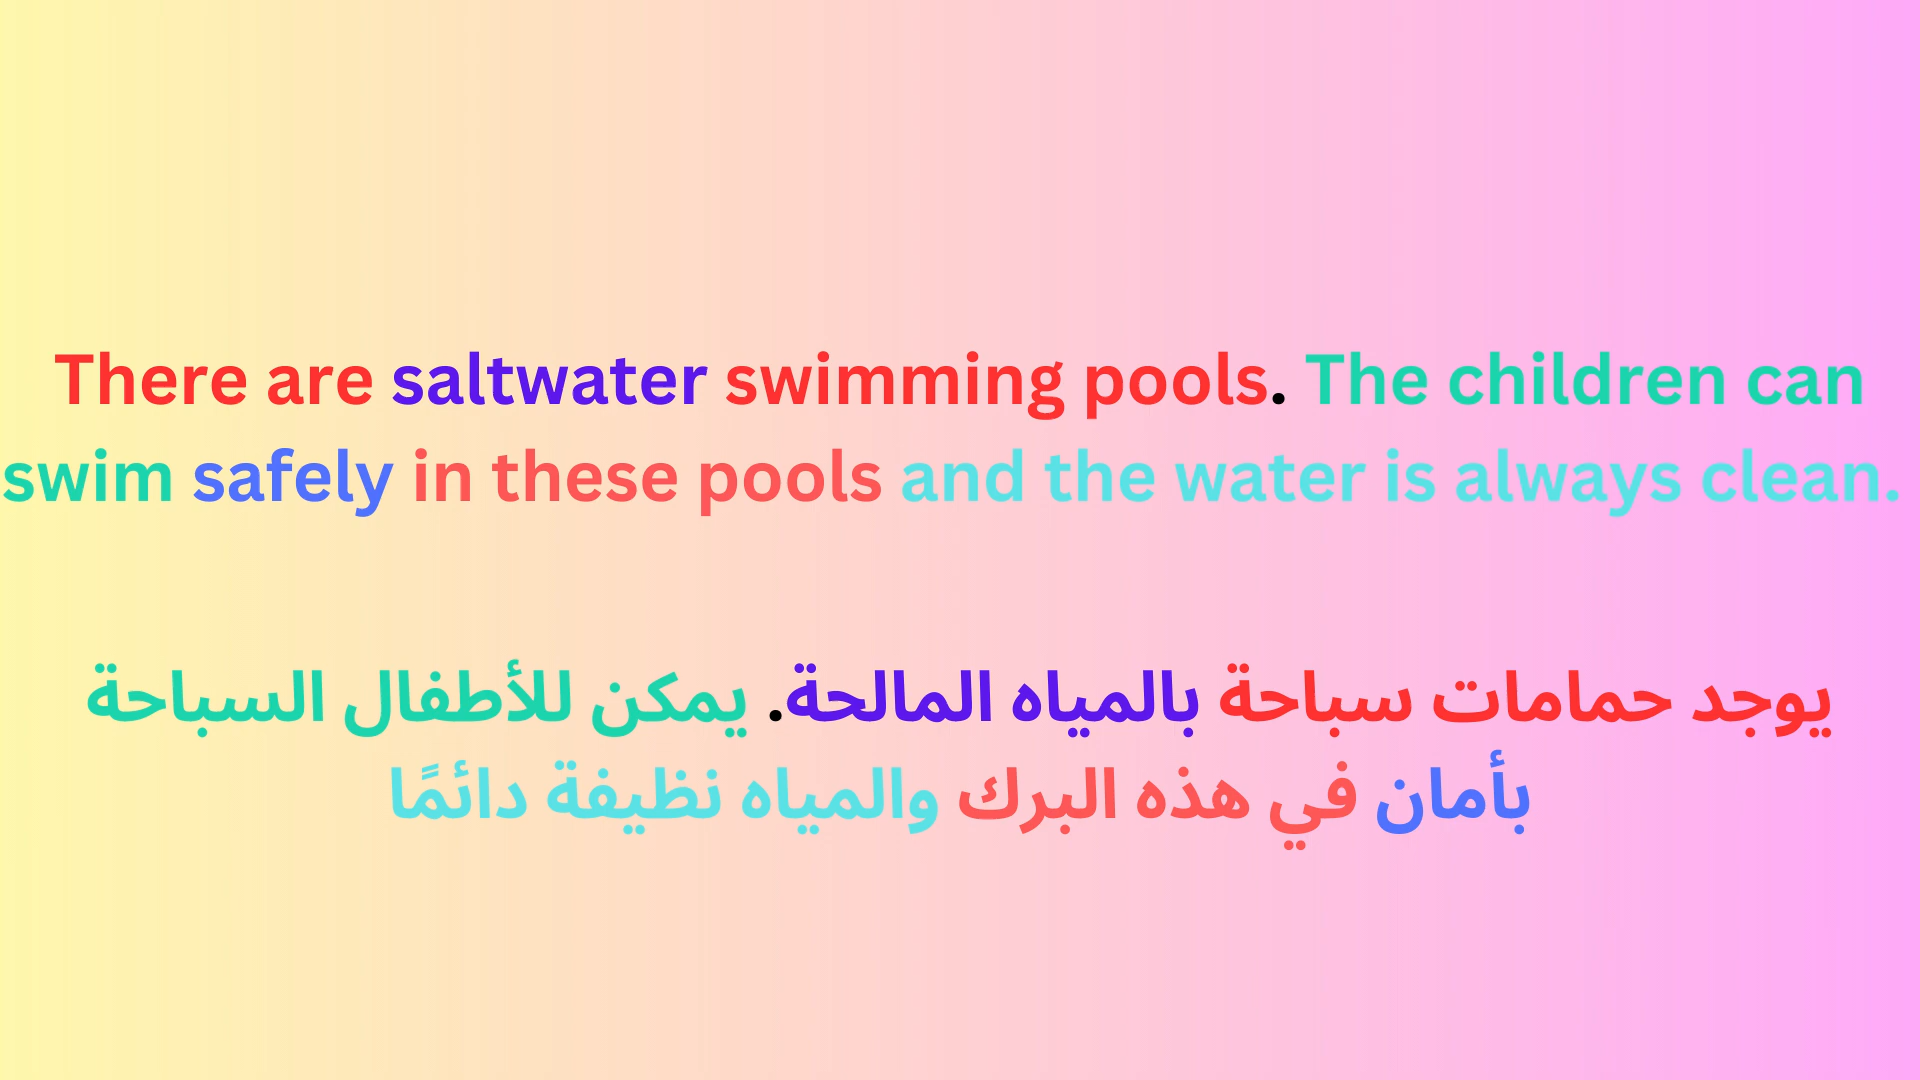 There are saltwater swimming pools. The children can
swim safely in these pools and the water is always clean.
يوجد حمامات سباحة بالمياه المالحة. يمكن للأطفال السباحة
بأمان في هذه البرك والمياه نظيفة دائمًا